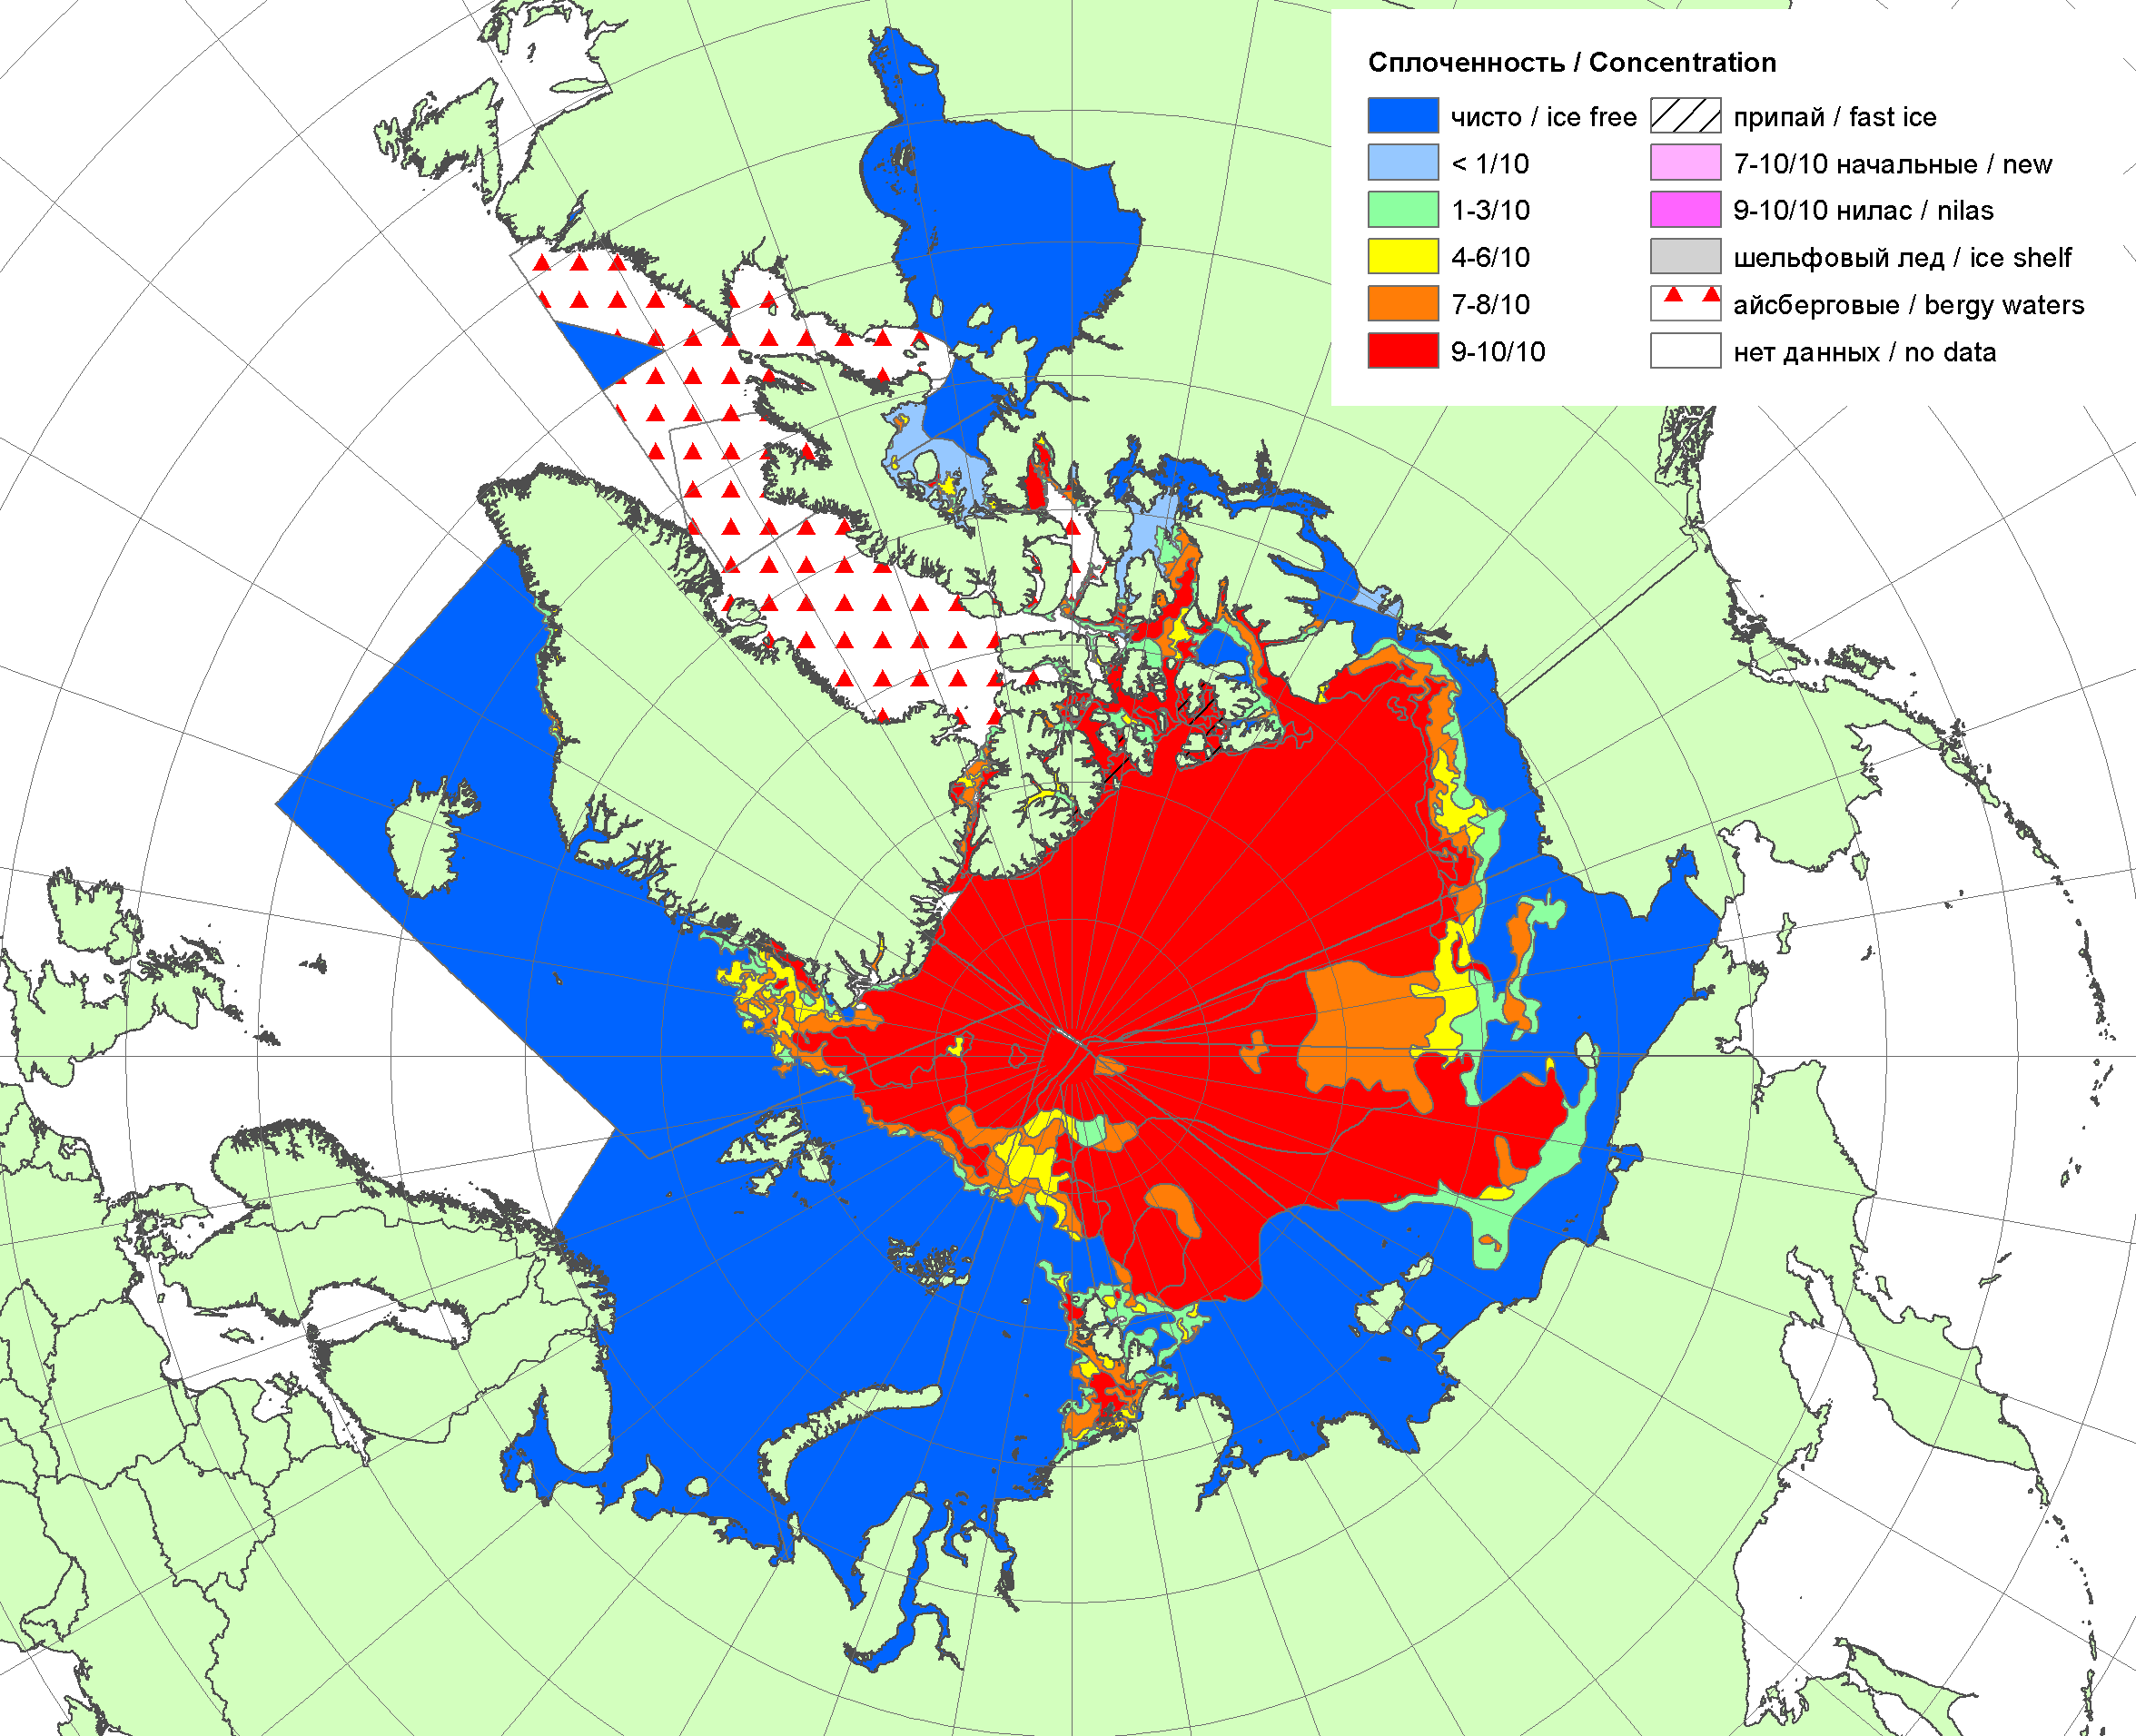 Сплоченность / Concentration
чисто / ice free
< 1/10
1-3/10
4-6/10
7-8/10
9-10/10
припай / fast ice
7-10/10 начальные / new
9-10/10 нилас / nilas
шельфовый лед / ice shelf
айсберговые / bergy waters
нет данных / no data